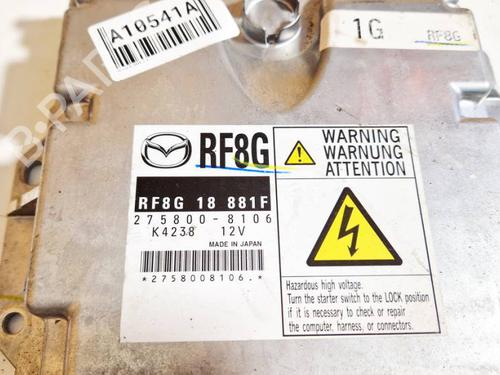 A10541A
1G
RF8G
RF8G
RF8G 18 881F
275800-8106
K4238 12V
MADE IN JAPAN
*2758008106.*
WARNING
WARNUNG
ATTENTION
Hazardous high voltage.
Turn the starter switch to the LOCK position
if it is necessary to check or repair
the computer, harness, or connectors.